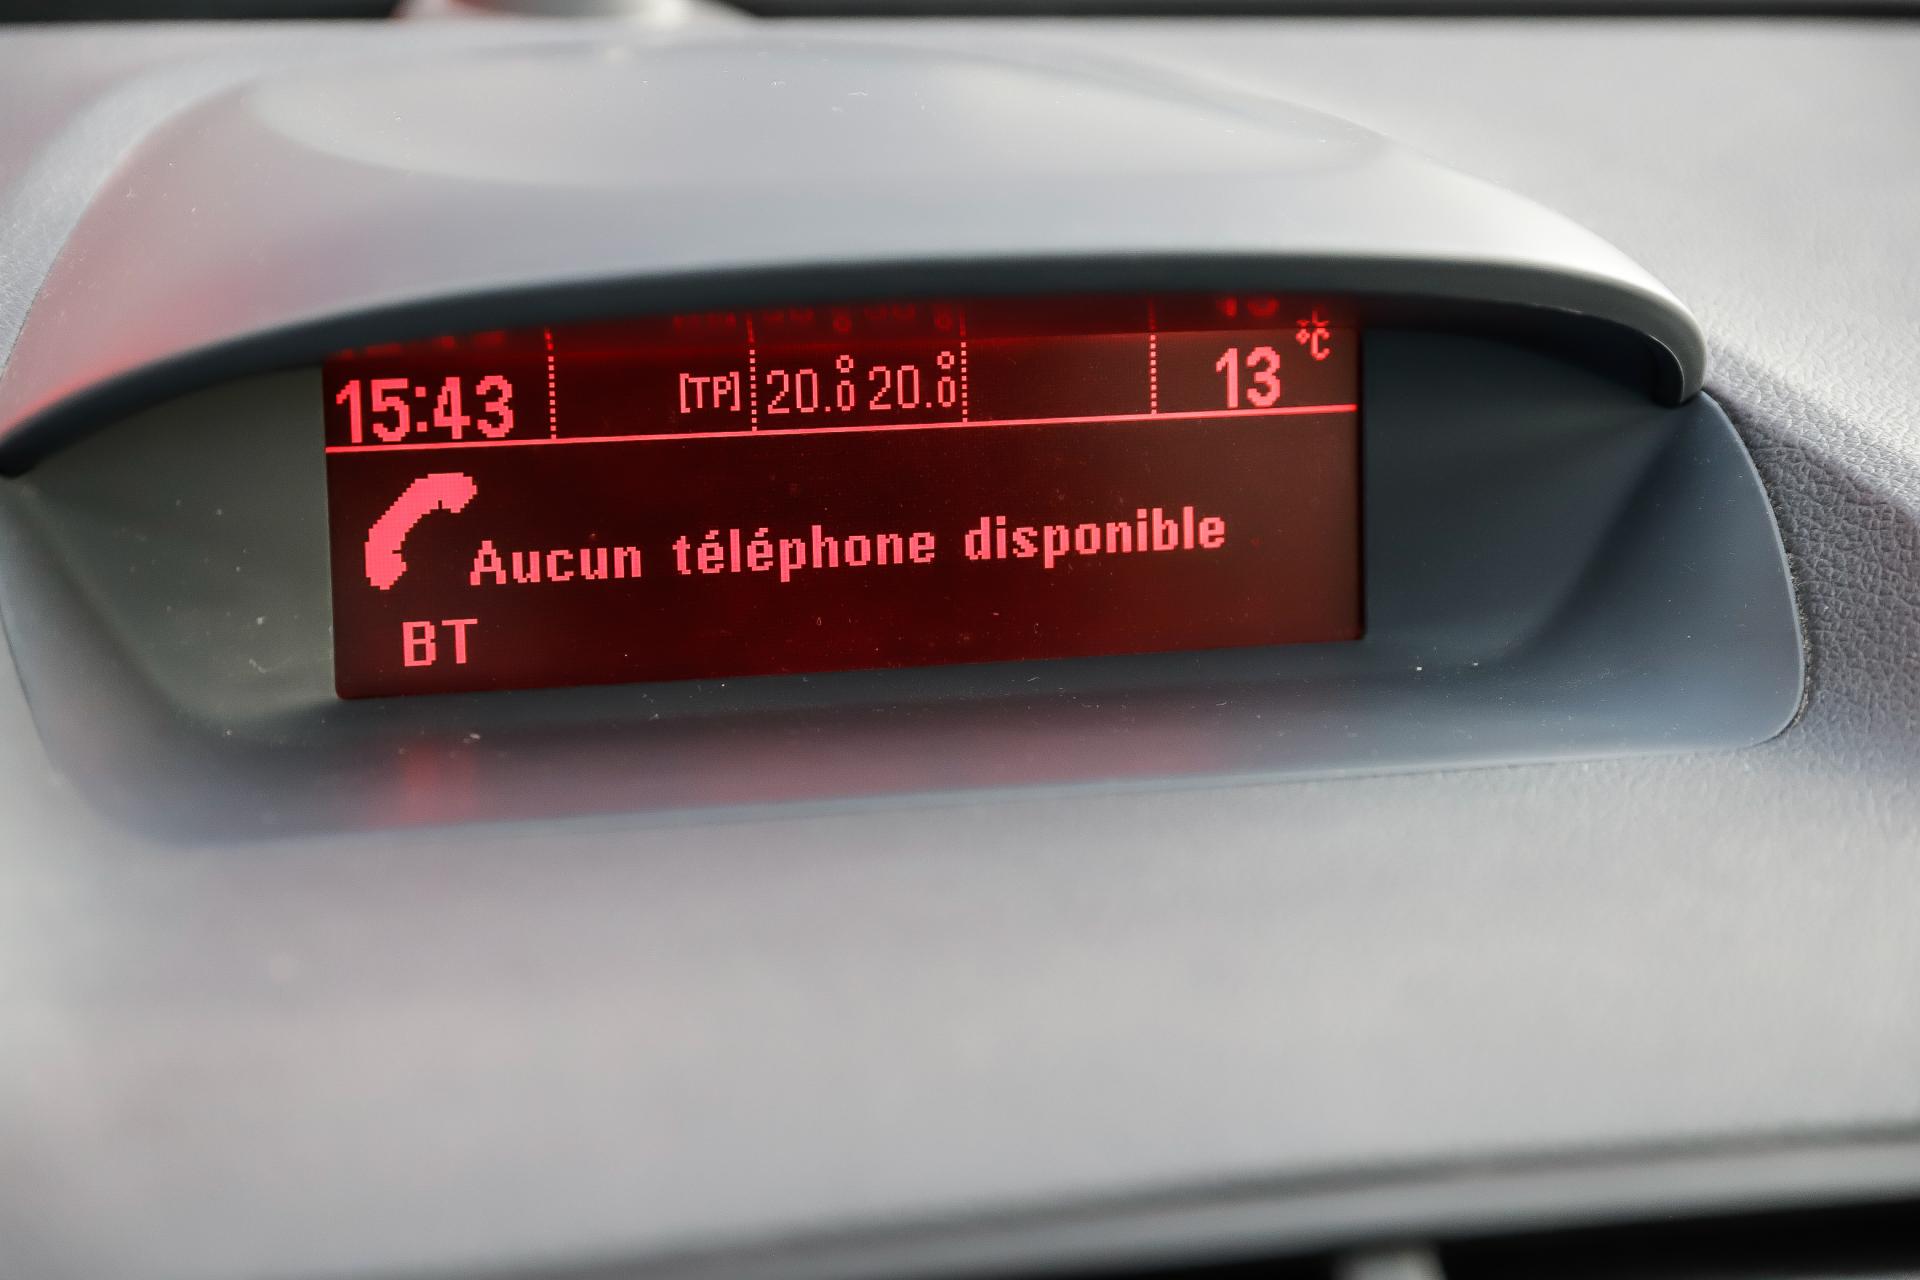 15:43 [TP] 20.0° 20.0° 13 °C
Aucun téléphone disponible
BT